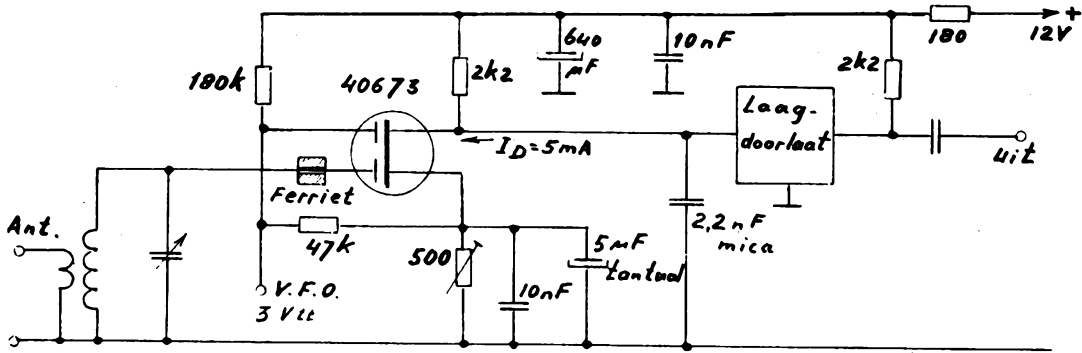 +
12V
180
640
µF
10nF
2k2
2k2
180k
40673
Laag-
doorlaat
I_D=5mA
uit
Ferriet
Ant.
47k
500
10nF
5µF
tantaal
2,2nF
mica
V.F.O.
3 Vtt